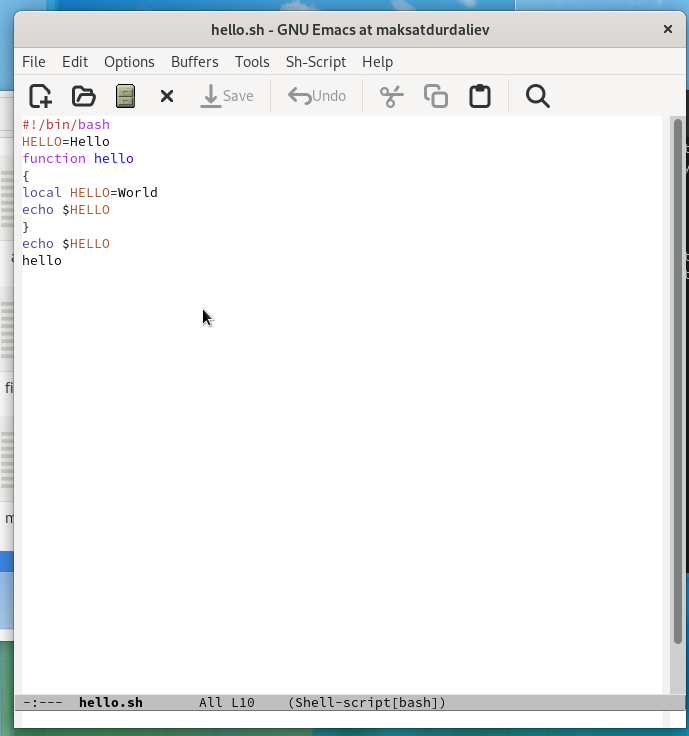 hello.sh - GNU Emacs at maksatdurdaliev
File Edit Options Buffers Tools Sh-Script Help
Save Undo
#!/bin/bash
HELLO=Hello
function hello
{
local HELLO=World
echo $HELLO
}
echo $HELLO
hello
-:--- hello.sh All L10 (Shell-script[bash])